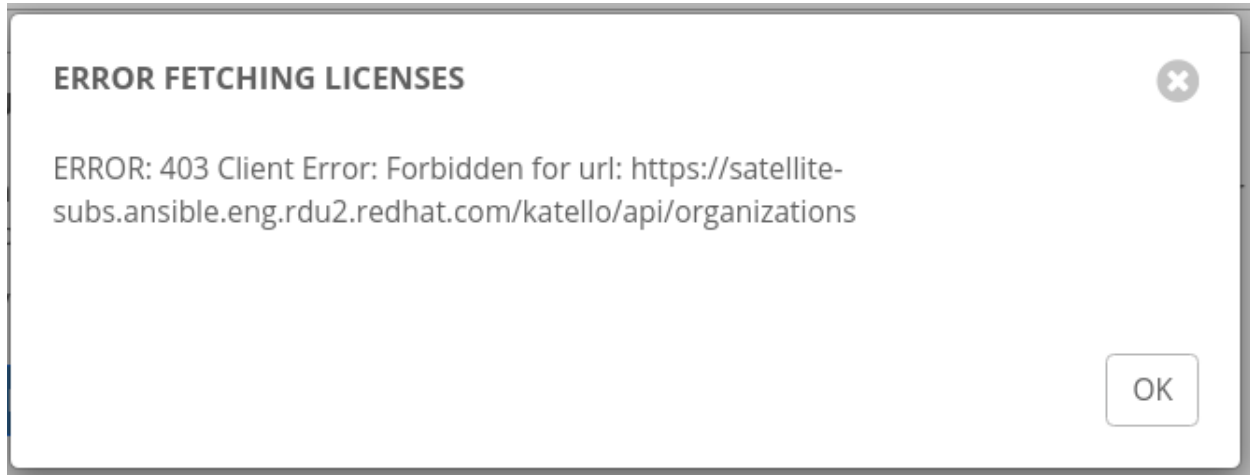 ERROR FETCHING LICENSES
ERROR: 403 Client Error: Forbidden for url: https://satellite-
subs.ansible.eng.rdu2.redhat.com/katello/api/organizations
OK